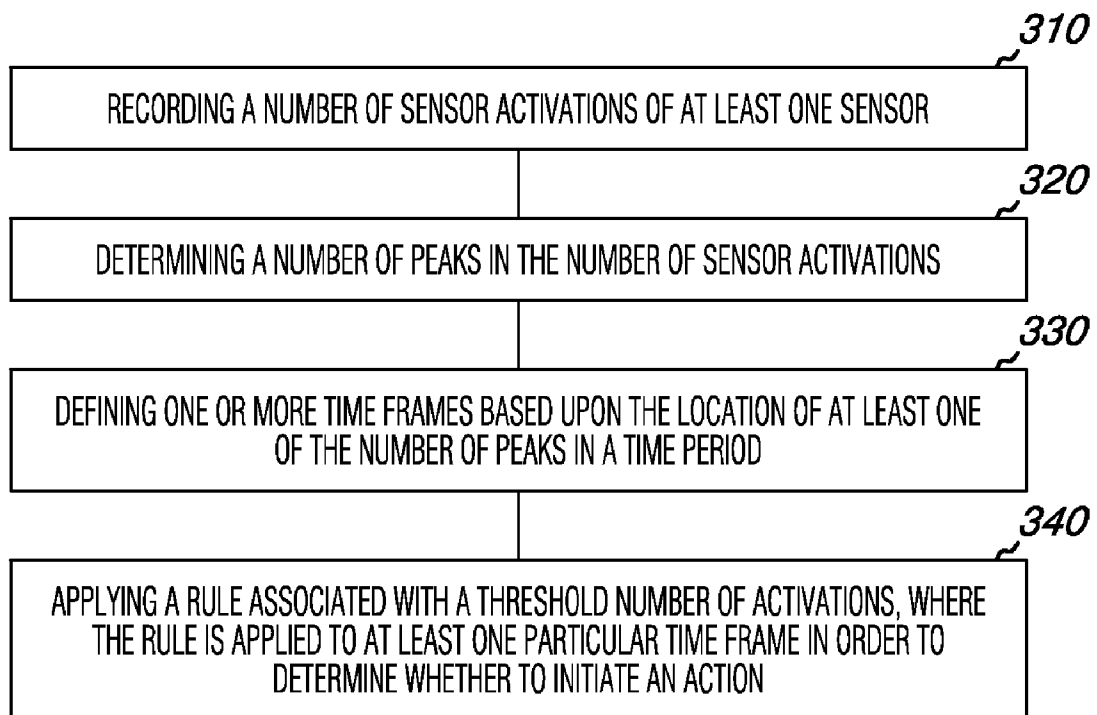 310
RECORDING A NUMBER OF SENSOR ACTIVATIONS OF AT LEAST ONE SENSOR
320
DETERMINING A NUMBER OF PEAKS IN THE NUMBER OF SENSOR ACTIVATIONS
330
DEFINING ONE OR MORE TIME FRAMES BASED UPON THE LOCATION OF AT LEAST ONE
OF THE NUMBER OF PEAKS IN A TIME PERIOD
340
APPLYING A RULE ASSOCIATED WITH A THRESHOLD NUMBER OF ACTIVATIONS, WHERE
THE RULE IS APPLIED TO AT LEAST ONE PARTICULAR TIME FRAME IN ORDER TO
DETERMINE WHETHER TO INITIATE AN ACTION